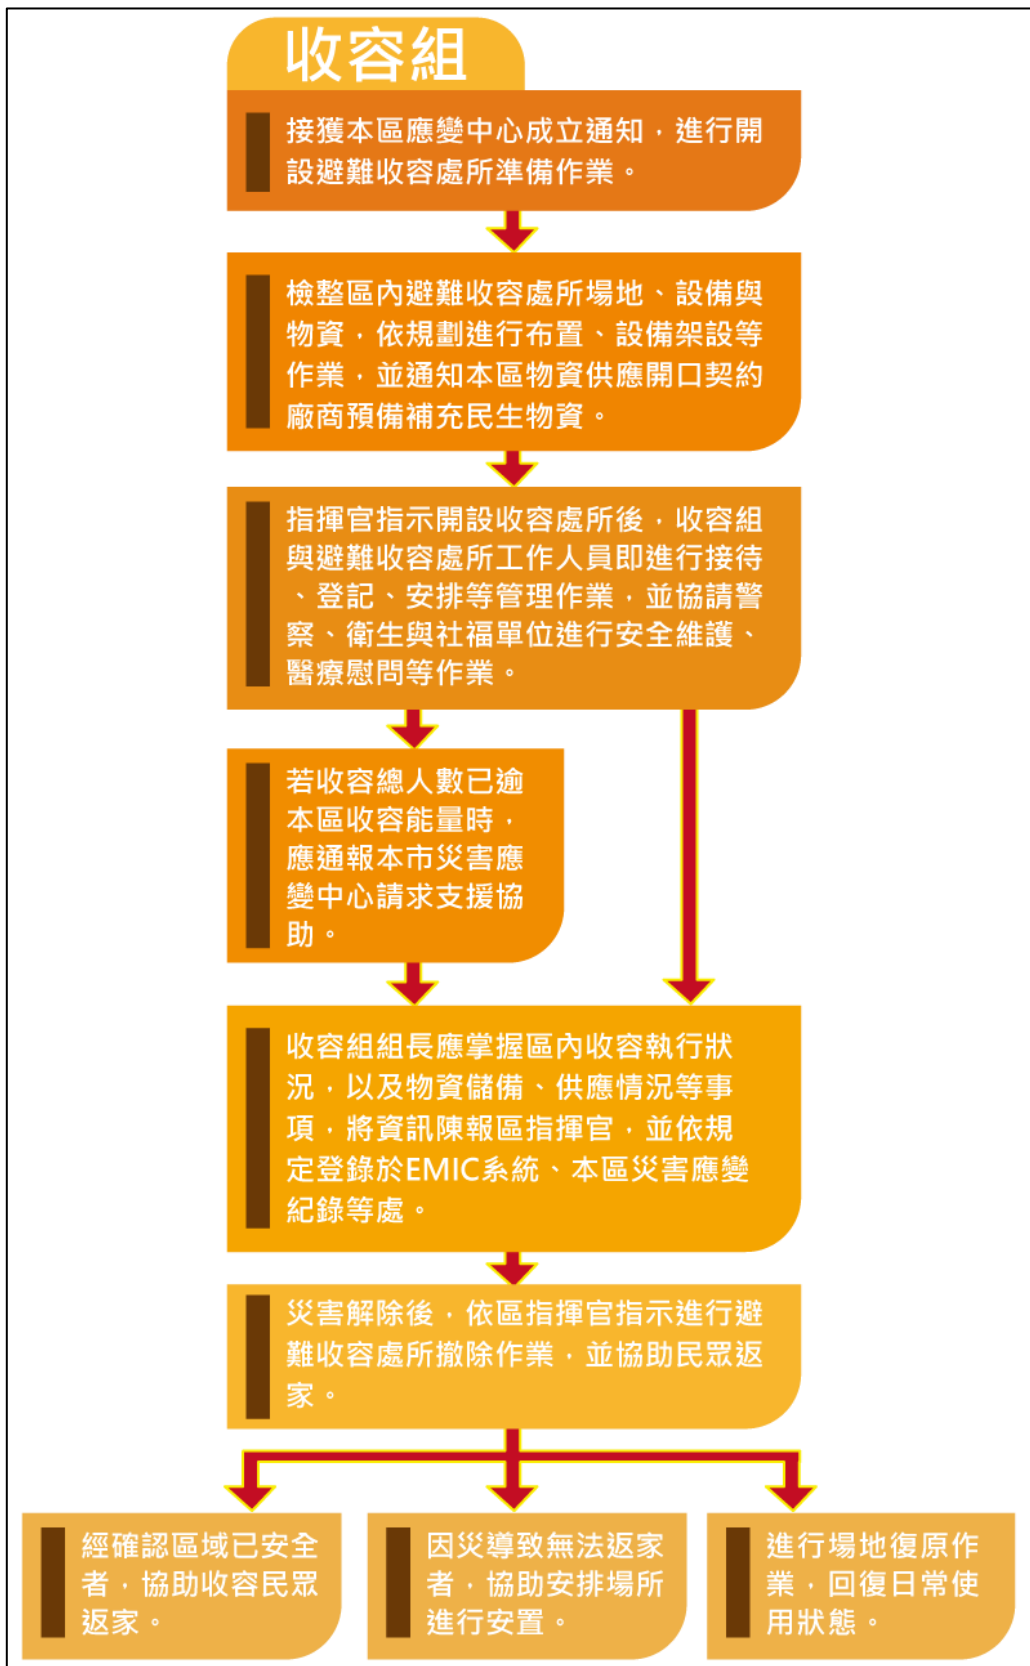 收容組
接獲本區應變中心成立通知，進行開
設避難收容處所準備作業。
檢整區內避難收容處所場地、設備與
物資，依規劃進行布置、設備架設等
作業，並通知本區物資供應開口契約
廠商預備補充民生物資。
指揮官指示開設收容處所後，收容組
與避難收容處所工作人員即進行接待
、登記、安排等管理作業，並協請警
察、衛生與社福單位進行安全維護、
醫療慰問等作業。
若收容總人數已逾
本區收容能量時，
應通報本市災害應
變中心請求支援協
助。
收容組組長應掌握區內收容執行狀
況，以及物資儲備、供應情況等事
項，將資訊陳報區指揮官，並依規
定登錄於EMIC系統、本區災害應變
紀錄等處。
災害解除後，依區指揮官指示進行避
難收容處所撤除作業，並協助民眾返
家。
經確認區域已安全
者，協助收容民眾
返家。
因災導致無法返家
者，協助安排場所
進行安置。
進行場地復原作
業，回復日常使
用狀態。